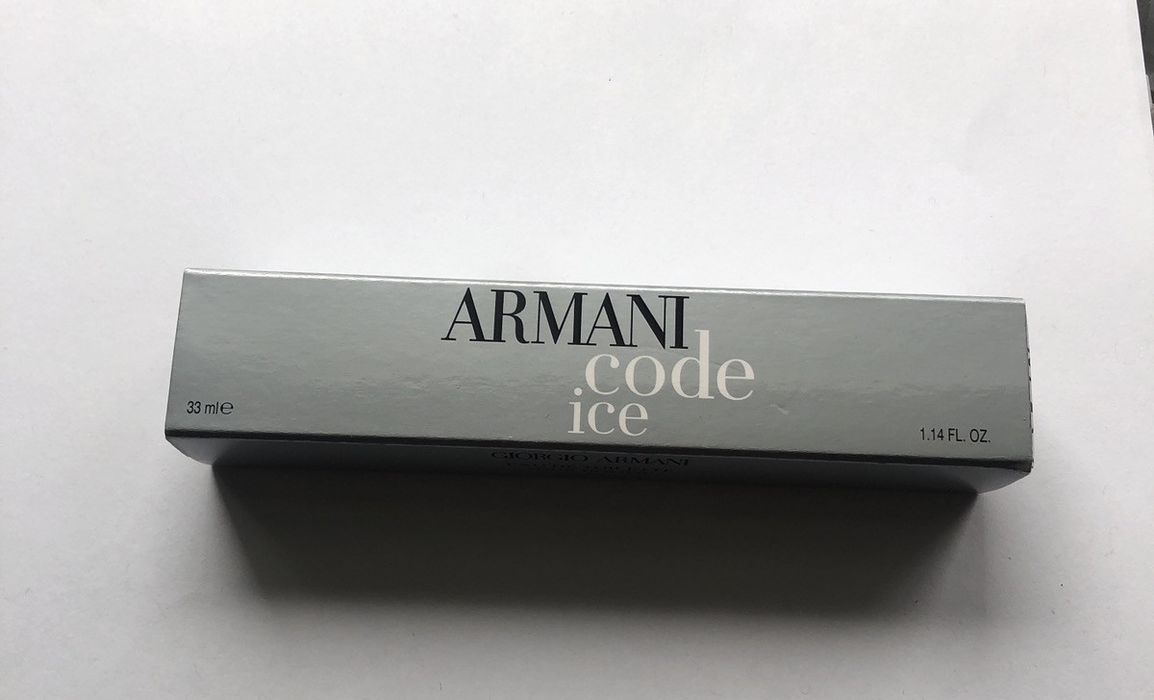 ARMANI
code
ice
33 ml ℮
1.14 FL. OZ.
GIORGIO ARMANI